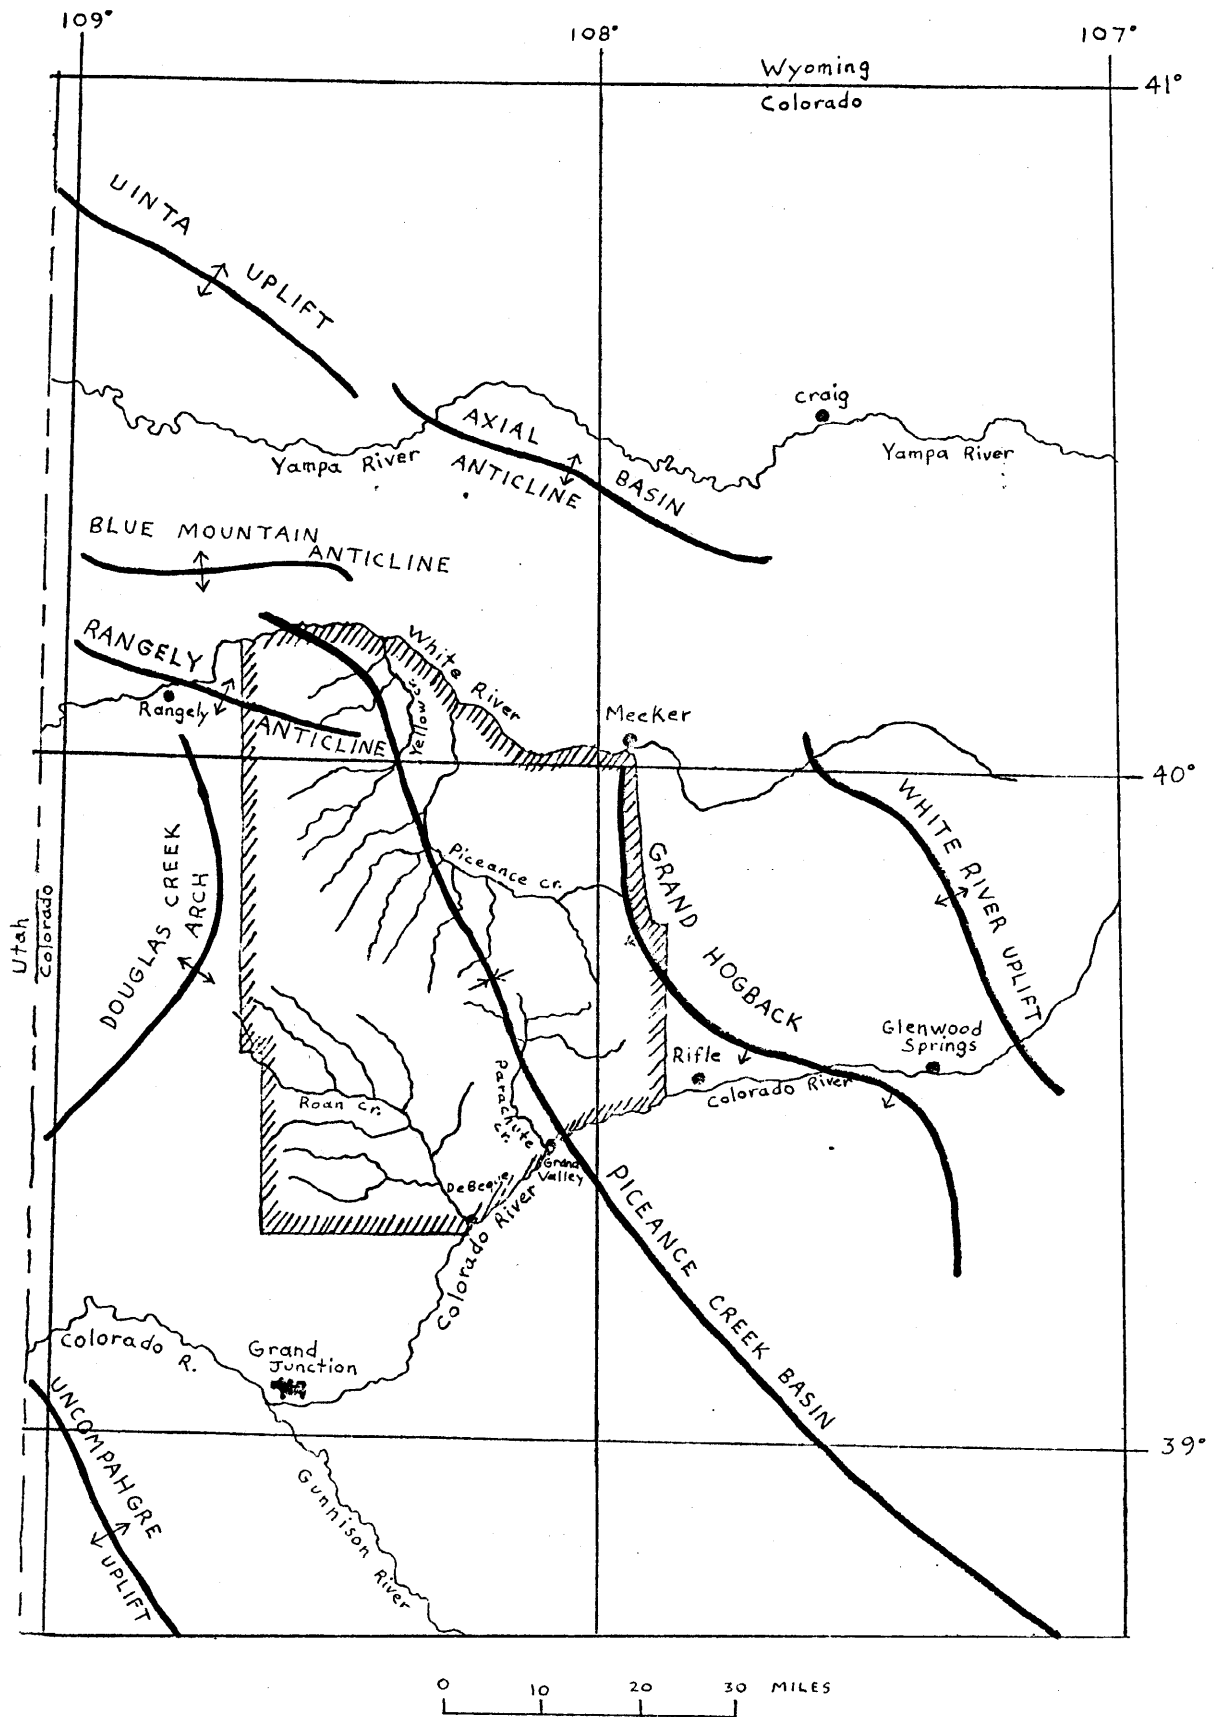 109°
108°
107°
Wyoming
Colorado
41°
UINTA
UPLIFT
Craig
AXIAL
Yampa River
Yampa River
ANTICLINE
BASIN
BLUE MOUNTAIN
ANTICLINE
White River
RANGELY
Rangely
ANTICLINE
Yellow
Meeker
40°
WHITE RIVER UPLIFT
Piceance Cr.
GRAND
HOGBACK
DOUGLAS CREEK
ARCH
Utah
Colorado
Glenwood
Springs
Rifle
Colorado River
Parachute
Cr.
Roan Cr.
Grand
Valley
DeBeque
Colorado River
PICEANCE CREEK BASIN
Colorado R.
Grand
Junction
UNCOMPAHGRE
UPLIFT
39°
Gunnison River
0 10 20 30 MILES